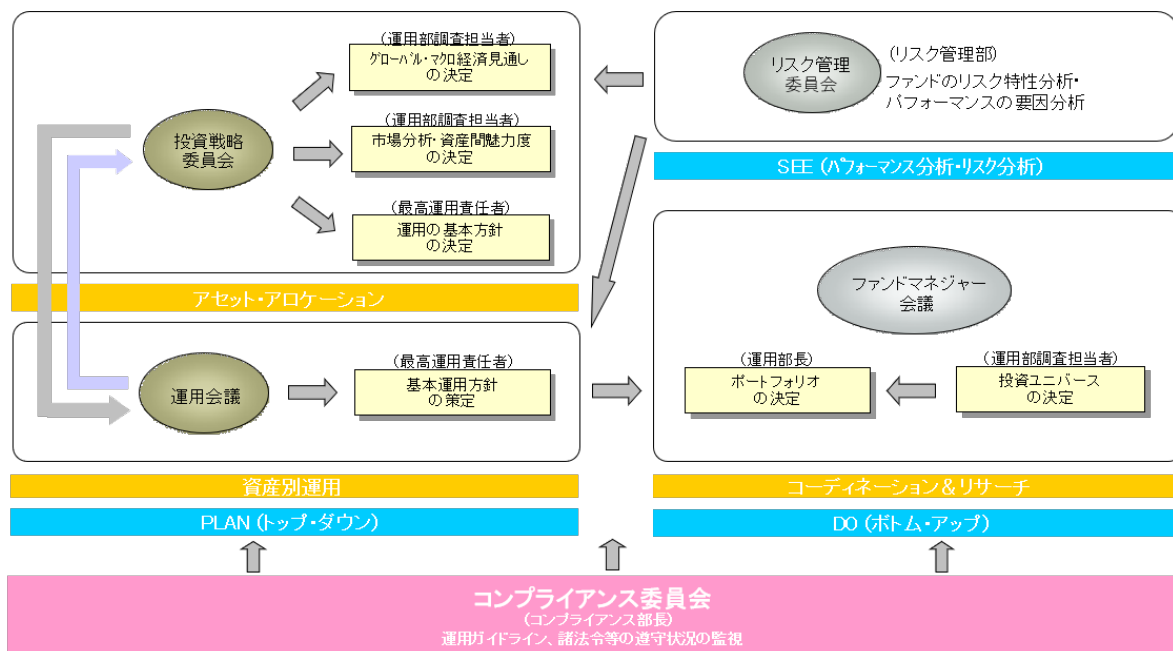 (運用部調査担当者)
グローバル・マクロ経済見通し
の決定
投資戦略
委員会
(運用部調査担当者)
市場分析・資産間魅力度
の決定
(最高運用責任者)
運用の基本方針
の決定
アセット・アロケーション
リスク管理
委員会
(リスク管理部)
ファンドのリスク特性分析・
パフォーマンスの要因分析
SEE (パフォーマンス分析・リスク分析)
運用会議
(最高運用責任者)
基本運用方針
の策定
資産別運用
PLAN (トップ・ダウン)
ファンドマネジャー
会議
(運用部長)
ポートフォリオ
の決定
(運用部調査担当者)
投資ユニバース
の決定
コーディネーション&リサーチ
DO (ボトム・アップ)
コンプライアンス委員会
(コンプライアンス部長)
運用ガイドライン、諸法令等の遵守状況の監視